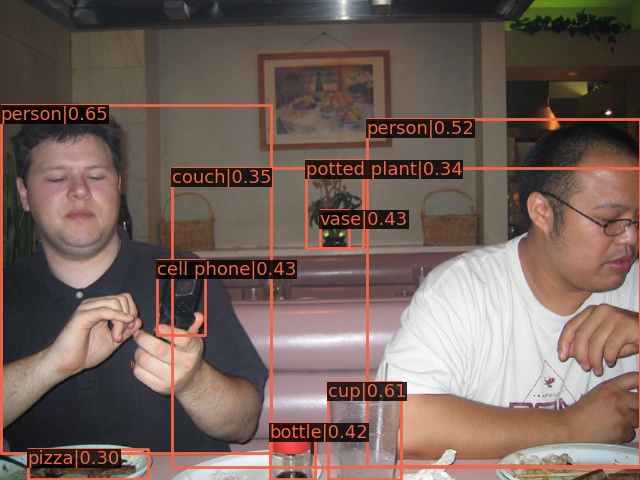 person|0.65
person|0.52
potted plant|0.34
couch|0.35
vase|0.43
cell phone|0.43
cup|0.61
bottle|0.42
pizza|0.30